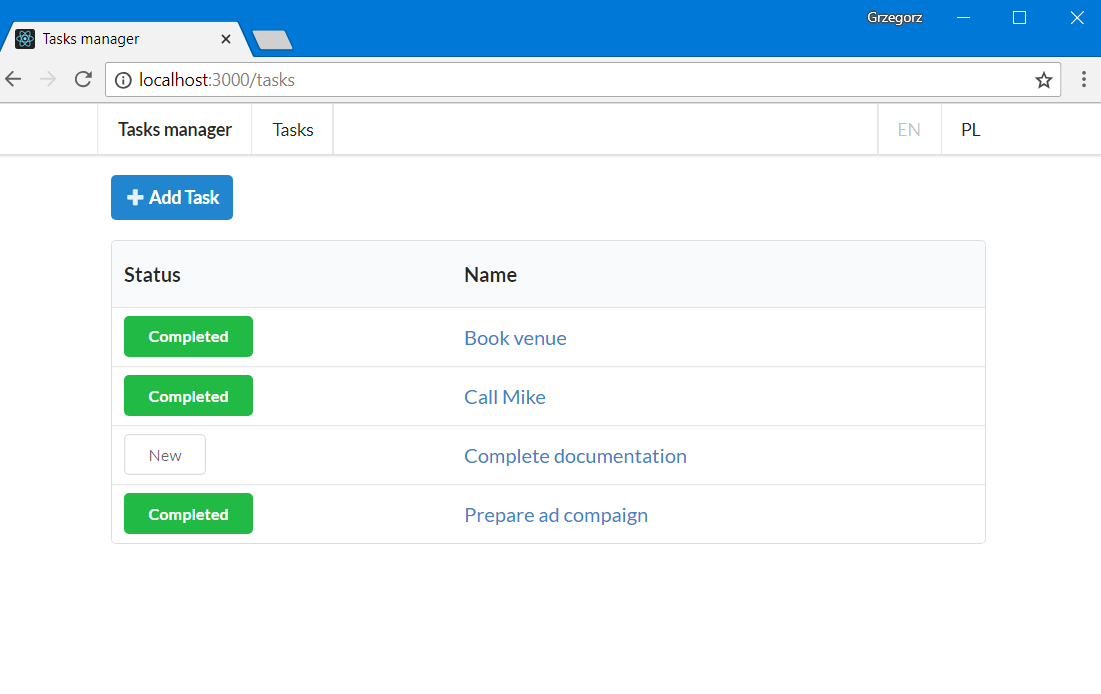 Grzegorz
Tasks manager
localhost:3000/tasks
Tasks manager Tasks EN PL
Add Task
Status Name
Completed Book venue
Completed Call Mike
New Complete documentation
Completed Prepare ad compaign